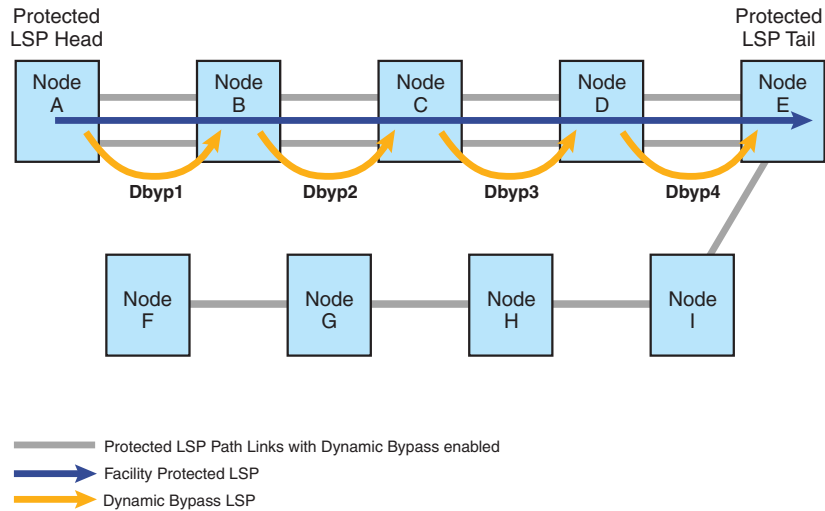 Protected
LSP Head
Protected
LSP Tail
Node
A
Node
B
Node
C
Node
D
Node
E
Dbyp1
Dbyp2
Dbyp3
Dbyp4
Node
F
Node
G
Node
H
Node
I
Protected LSP Path Links with Dynamic Bypass enabled
Facility Protected LSP
Dynamic Bypass LSP